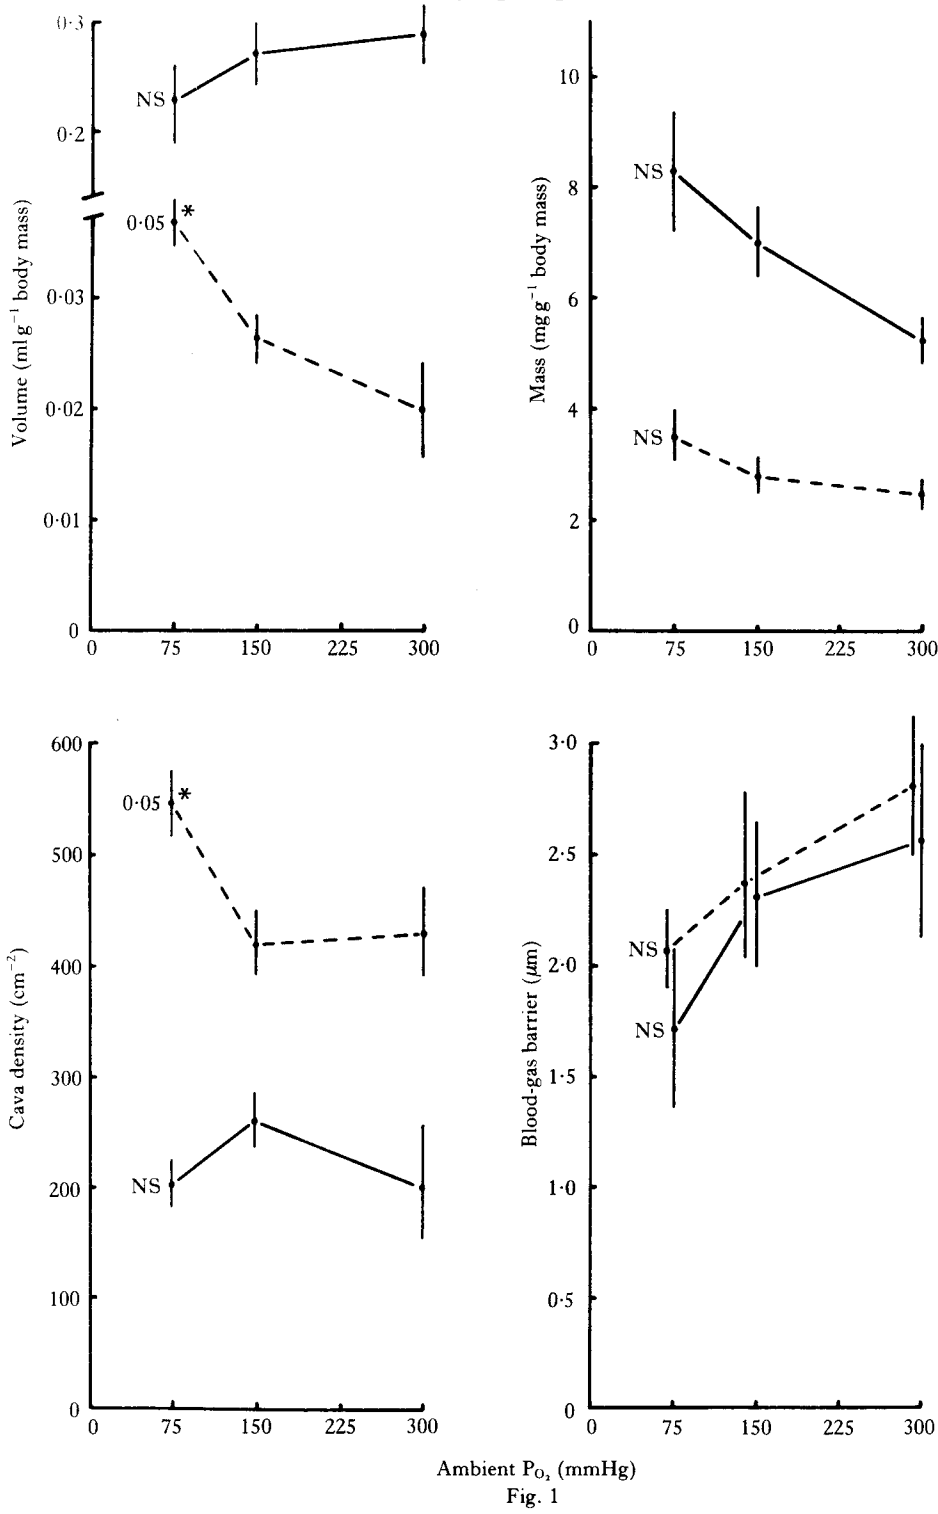 0·3
NS
0·2
0·05 *
0·03
0·02
0·01
0
0 75 150 225 300
Volume (ml g⁻¹ body mass)
10
NS
8
6
4
NS
2
0
0 75 150 225 300
Mass (mg g⁻¹ body mass)
600
0·05 *
500
400
300
NS
200
100
0
0 75 150 225 300
Cava density (cm⁻²)
3·0
2·5
NS
2·0
NS
1·5
1·0
0·5
0
0 75 150 225 300
Blood-gas barrier (μm)
Ambient P<sub>O₂</sub> (mmHg)
Fig. 1